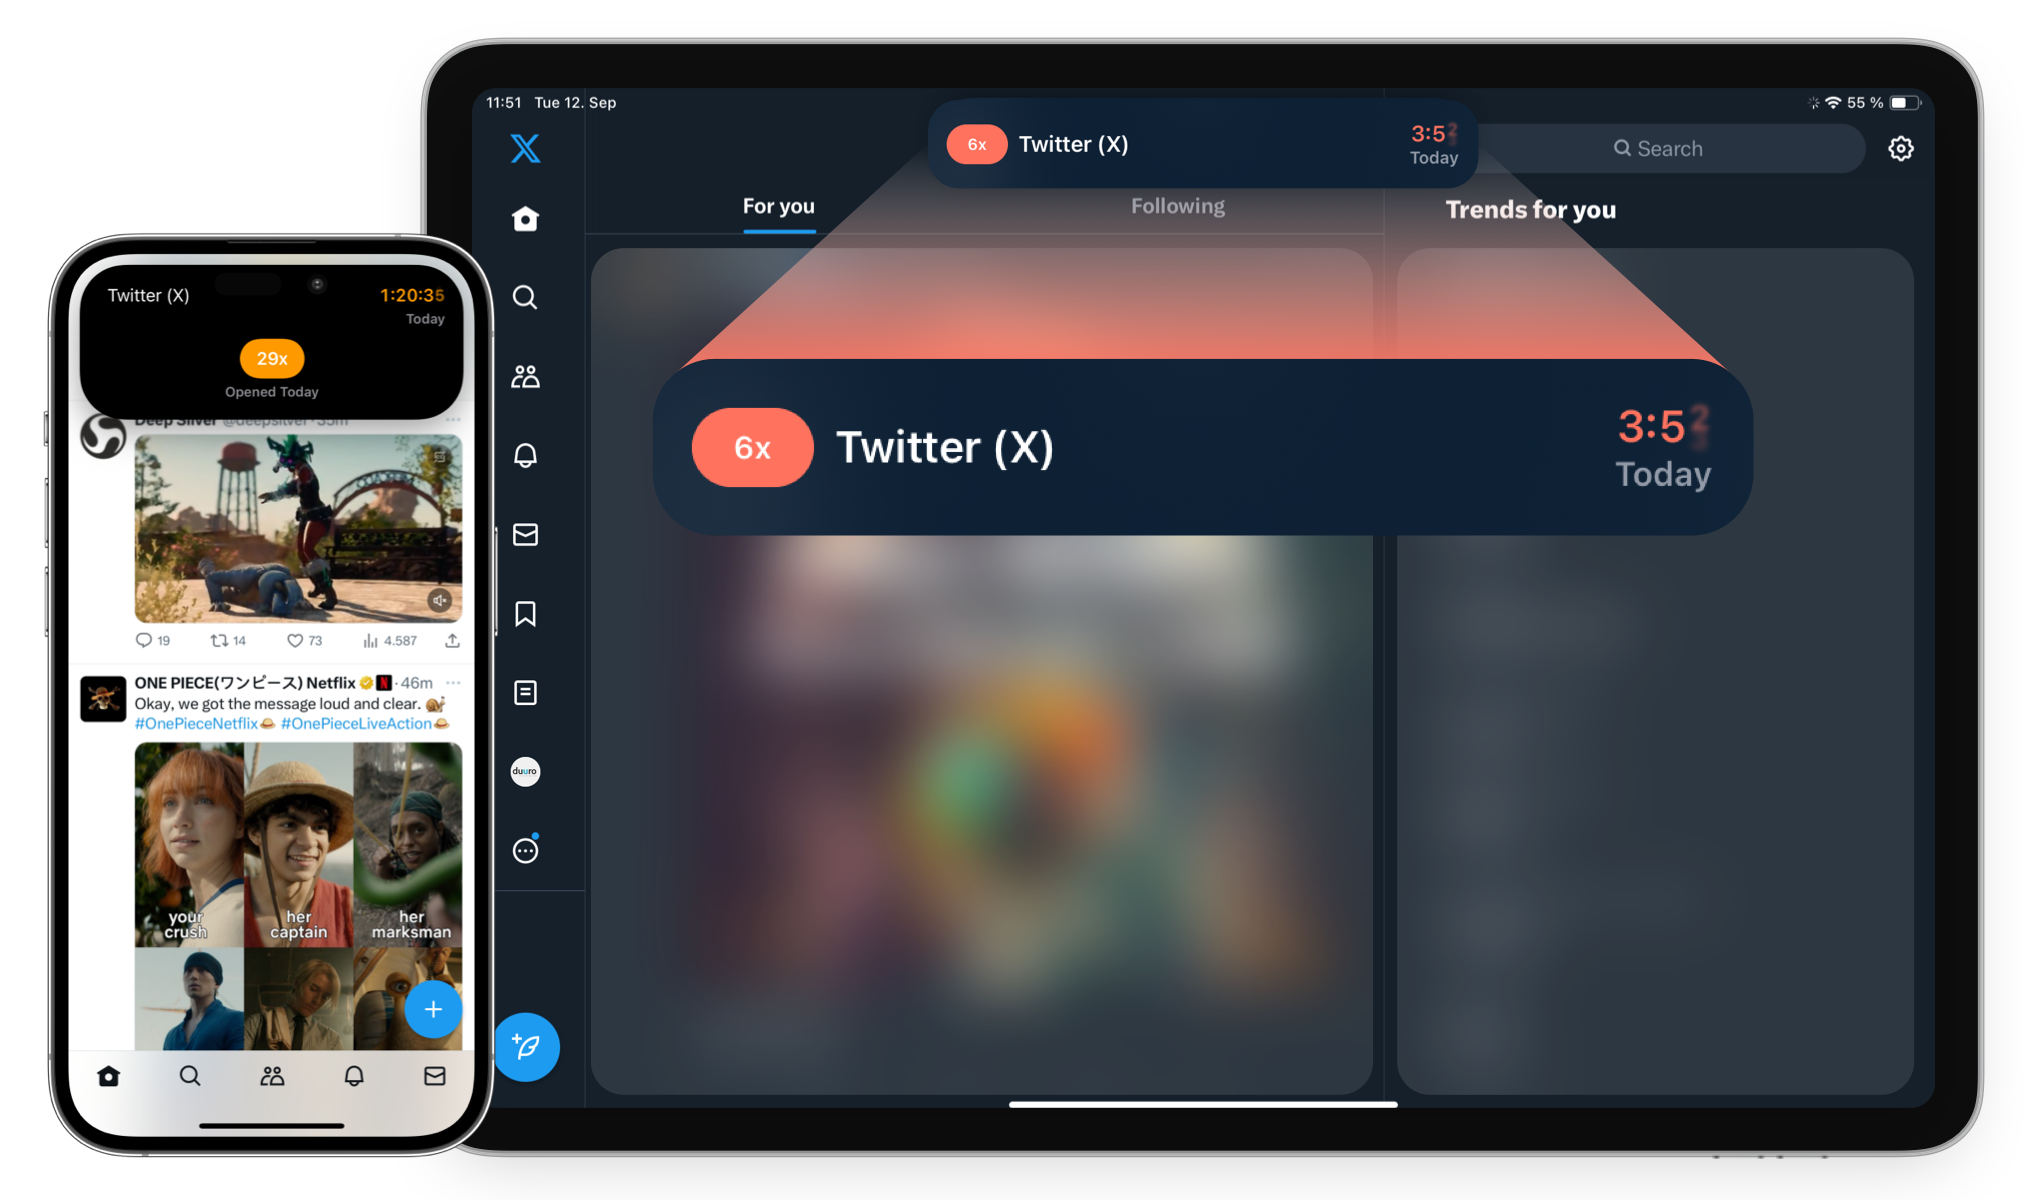 Twitter (X)
1:20:35
Today
29x
Opened Today
Deep Silver @deepsilver · 35m
19
14
73
4.587
ONE PIECE(ワンピース) Netflix N · 46m
Okay, we got the message loud and clear.
#OnePieceNetflix #OnePieceLiveAction
your
crush
her
captain
her
marksman
11:51 Tue 12. Sep
55 %
6x
Twitter (X)
3:5
Today
Search
For you
Following
Trends for you
6x
Twitter (X)
3:5
Today
duuro